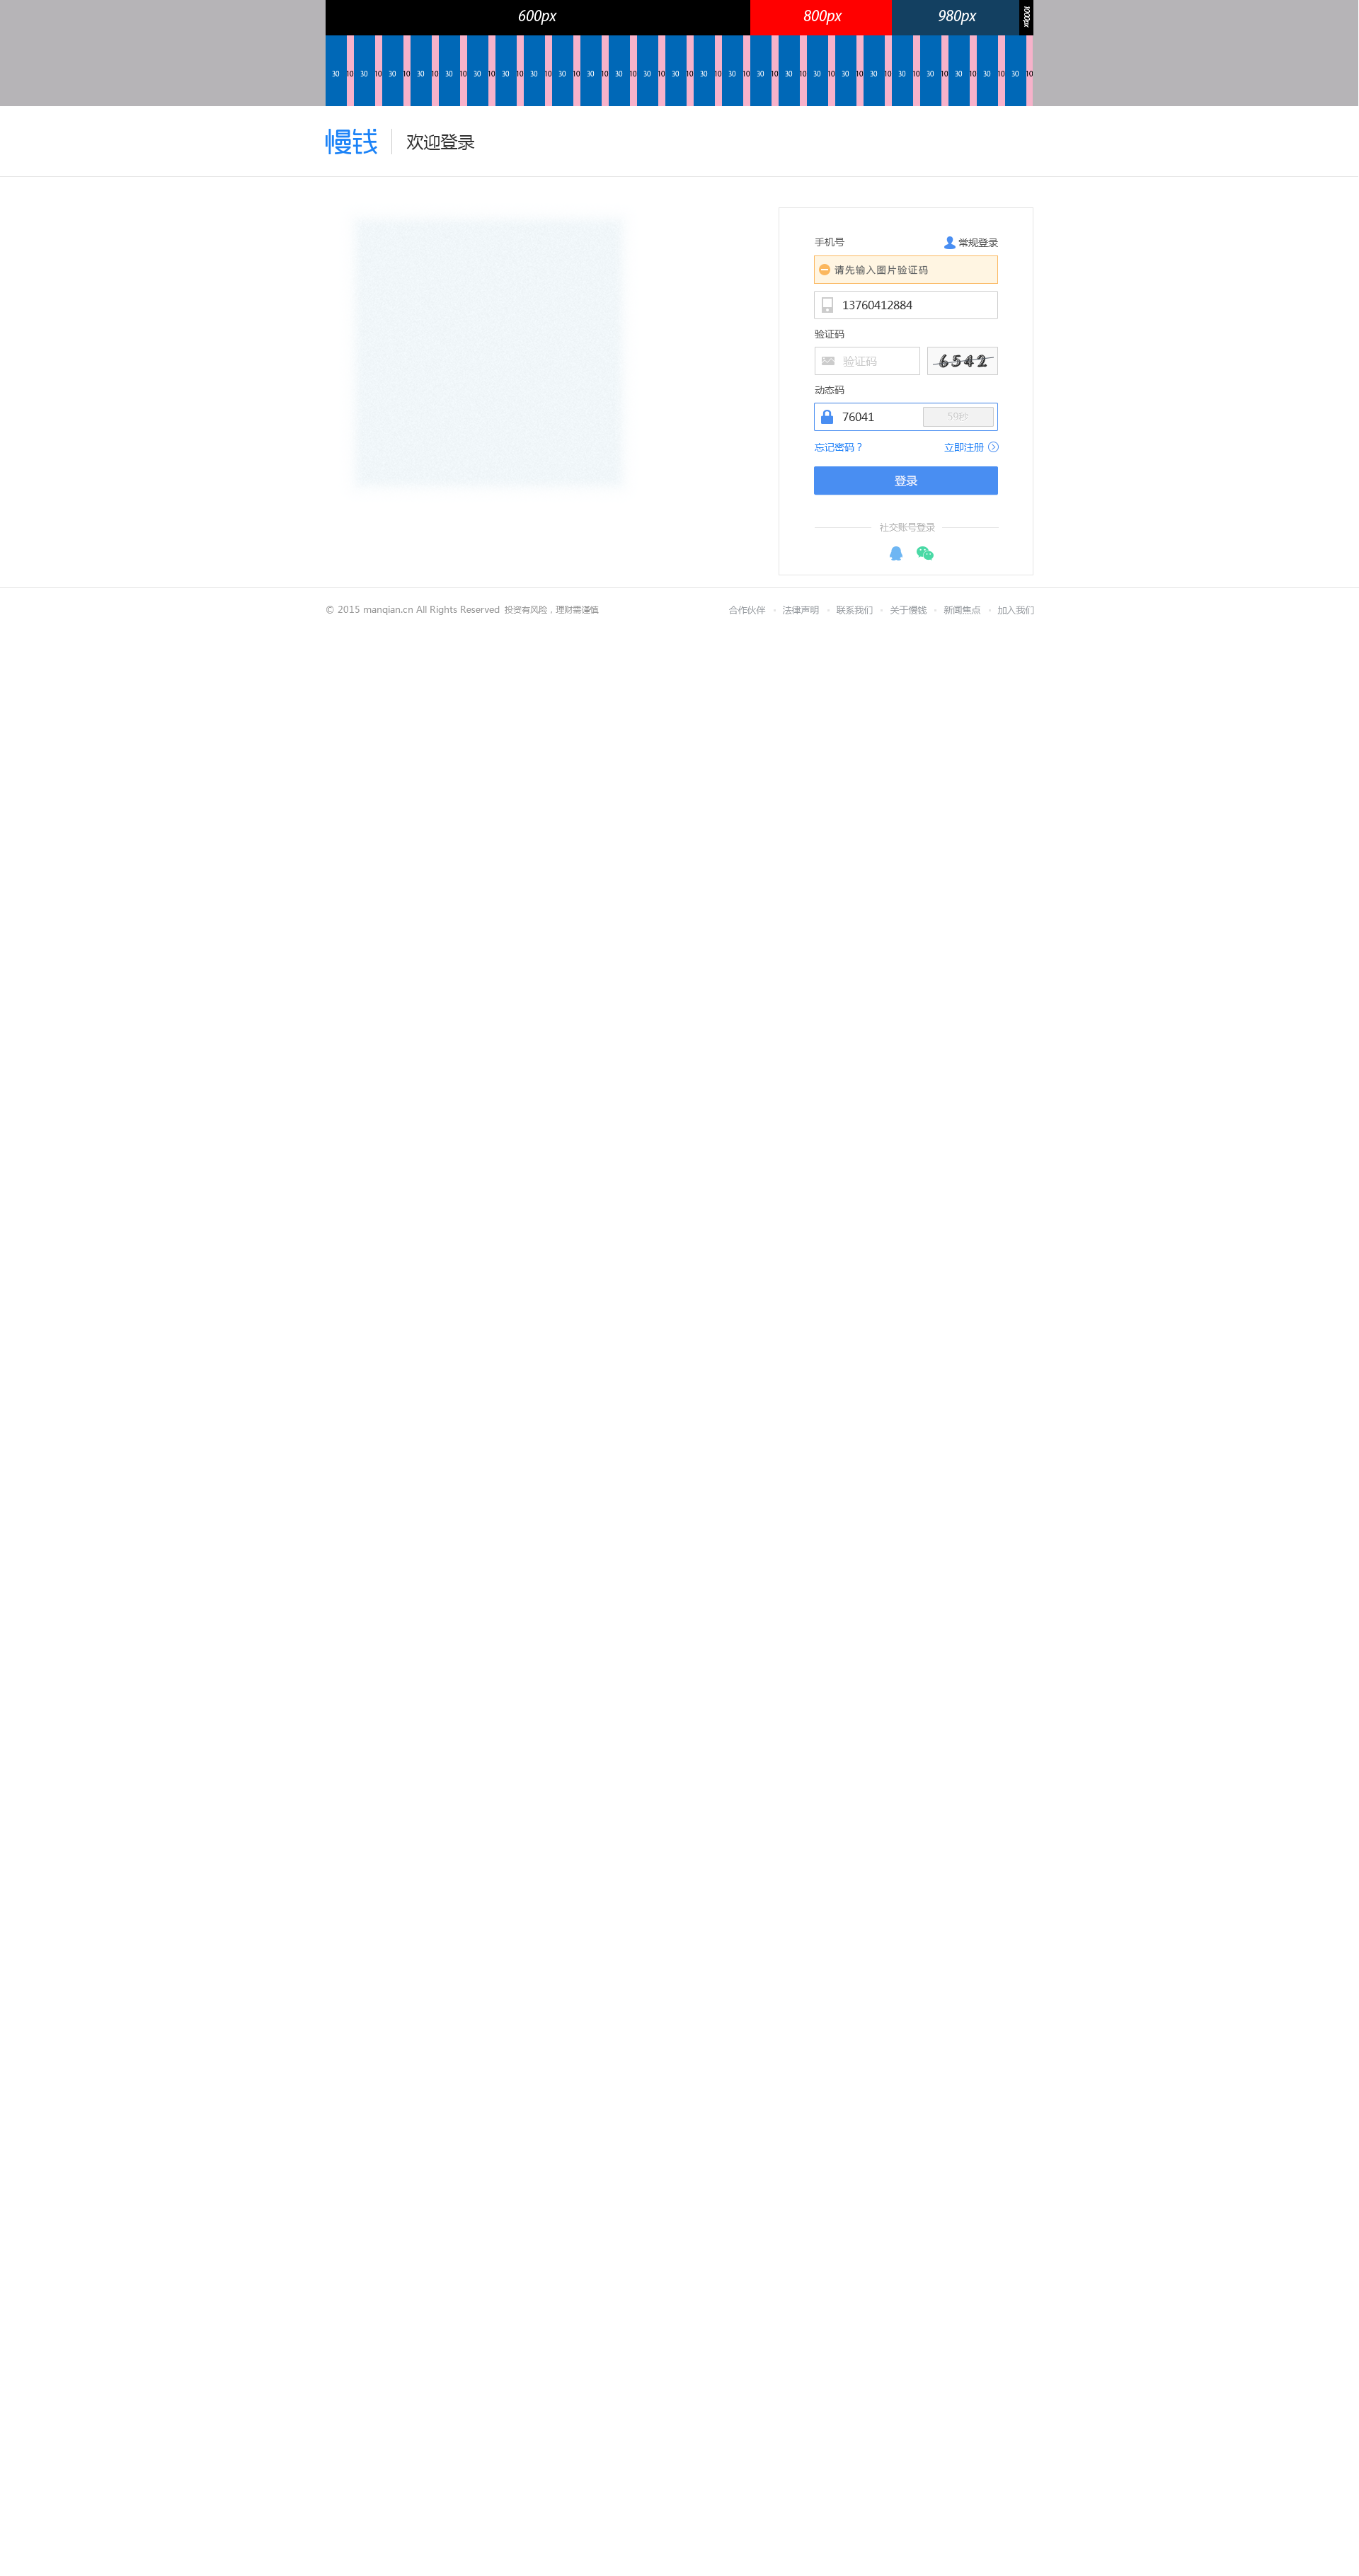 600px 800px 980px 1000px
30 10 30 10 30 10 30 10 30 10 30 10 30 10 30 10 30 10 30 10 30 10 30 10 30 10 30 10 30 10 30 10 30 10 30 10 30 10 30 10 30 10 30 10 30 10 30 10 30 10
慢钱 欢迎登录
手机号 常规登录
请先输入图片验证码
13760412884
验证码
验证码 6542
动态码
76041 59秒
忘记密码？ 立即注册
登录
社交账号登录
© 2015 manqian.cn All Rights Reserved 投资有风险，理财需谨慎 合作伙伴 • 法律声明 • 联系我们 • 关于慢钱 • 新闻焦点 • 加入我们